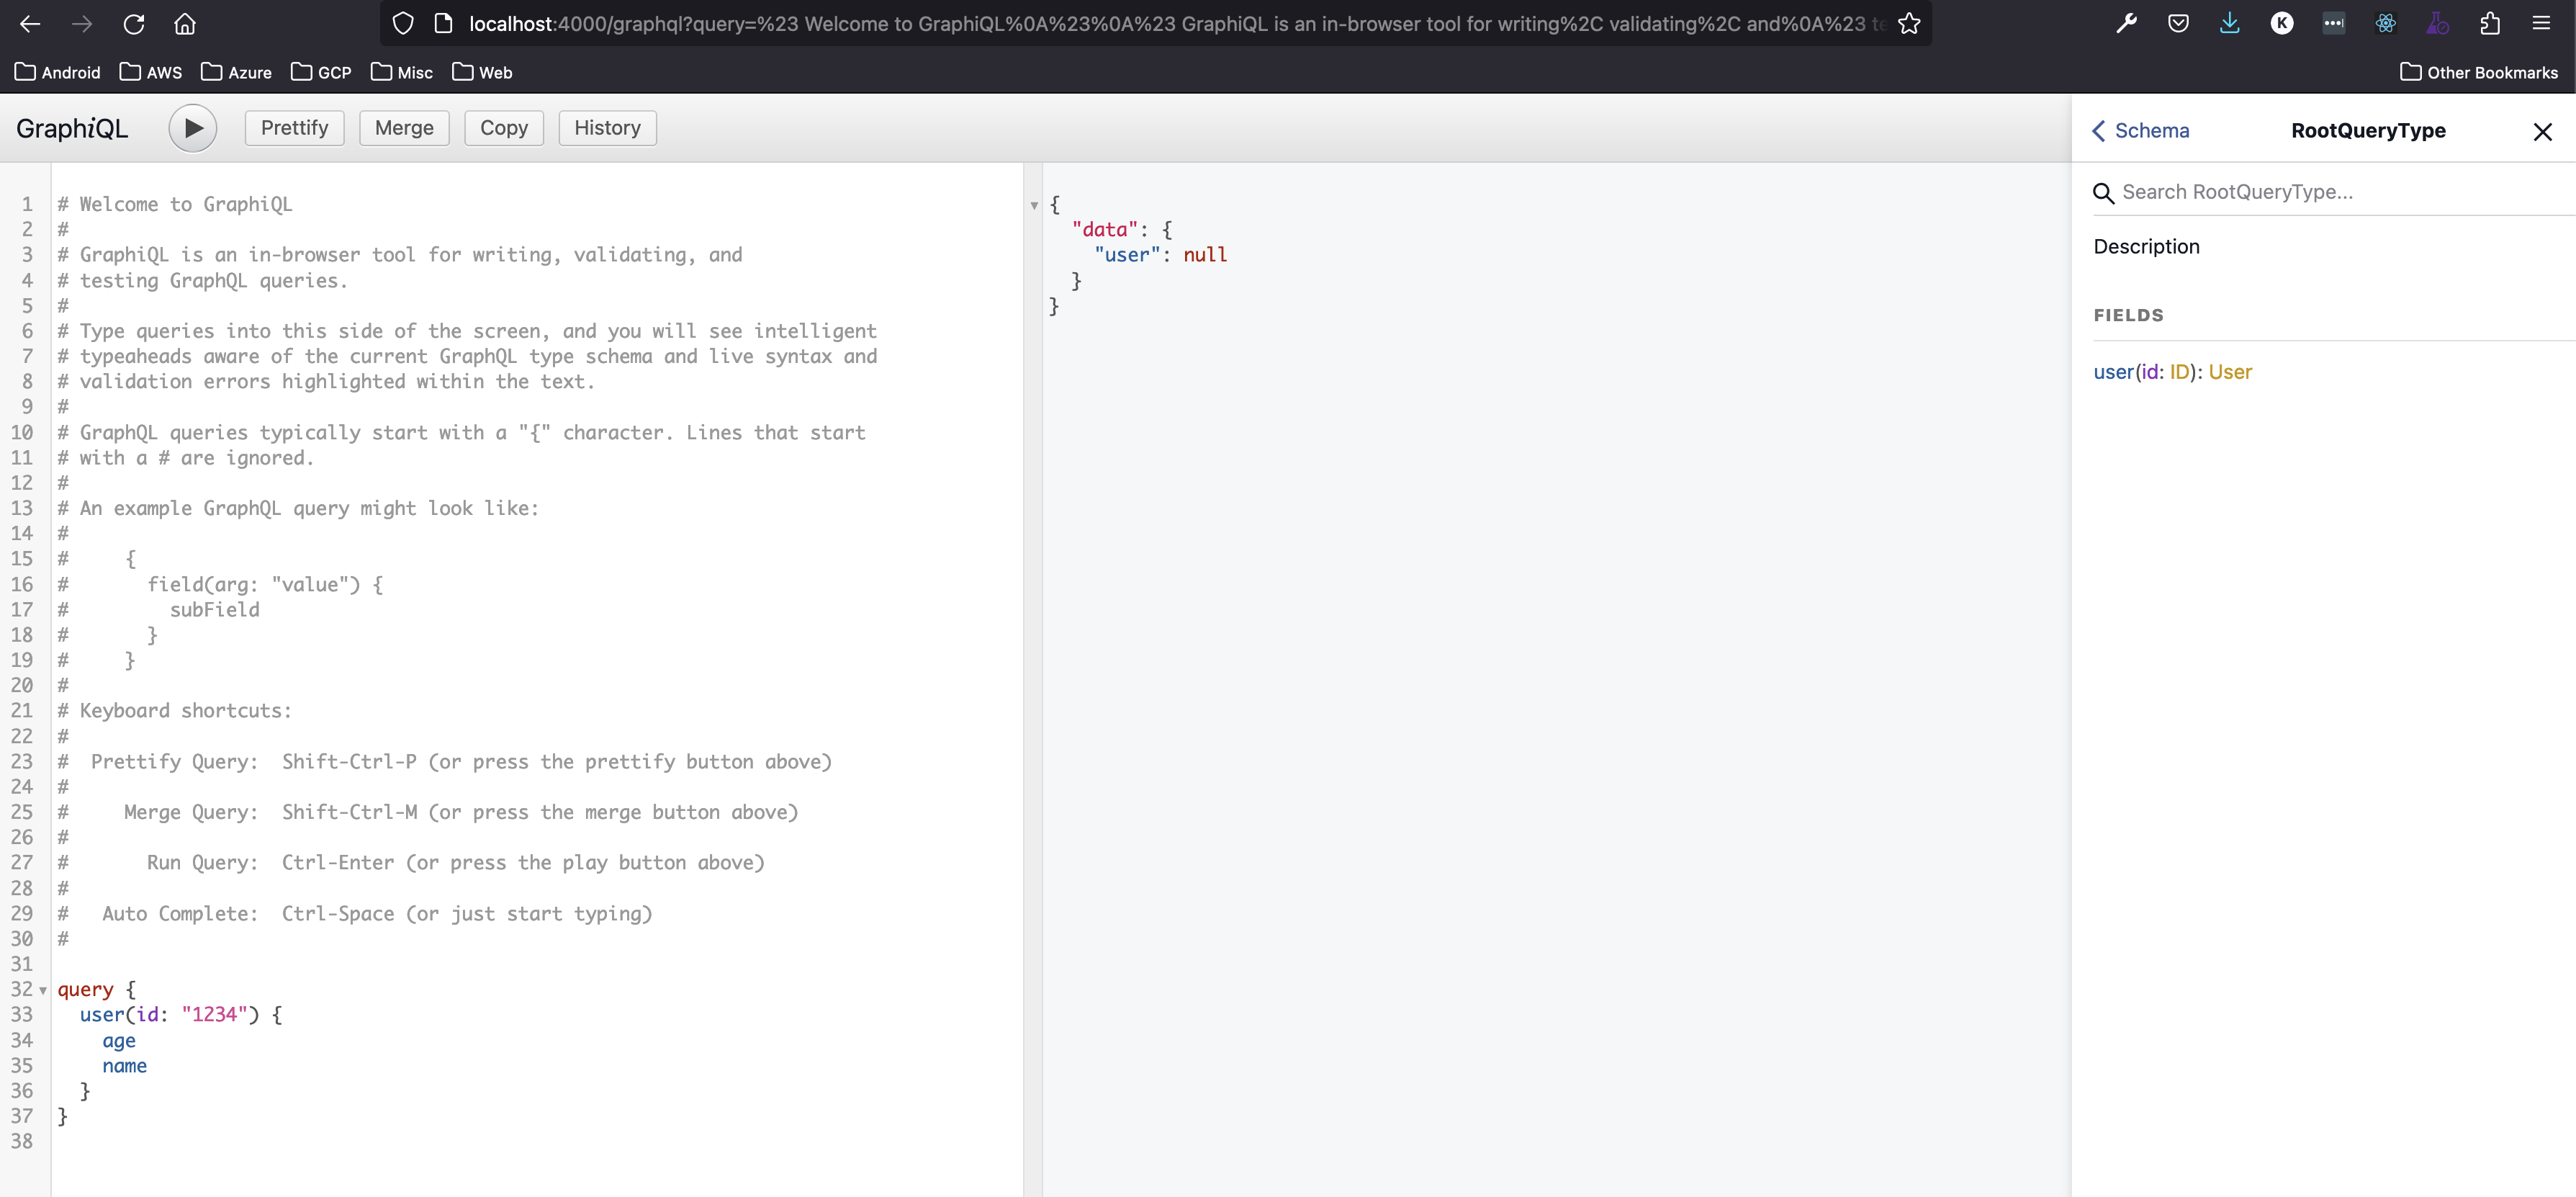 localhost:4000/graphql?query=%23 Welcome to GraphiQL%0A%23%0A%23 GraphiQL is an in-browser tool for writing%2C validating%2C and%0A%23 te
K
Android AWS Azure GCP Misc Web Other Bookmarks
GraphiQL Prettify Merge Copy History
Schema RootQueryType
Search RootQueryType...
Description
FIELDS
user(id: ID): User
1 # Welcome to GraphiQL
2 #
3 # GraphiQL is an in-browser tool for writing, validating, and
4 # testing GraphQL queries.
5 #
6 # Type queries into this side of the screen, and you will see intelligent
7 # typeaheads aware of the current GraphQL type schema and live syntax and
8 # validation errors highlighted within the text.
9 #
10 # GraphQL queries typically start with a "{" character. Lines that start
11 # with a # are ignored.
12 #
13 # An example GraphQL query might look like:
14 #
15 #     {
16 #       field(arg: "value") {
17 #         subField
18 #       }
19 #     }
20 #
21 # Keyboard shortcuts:
22 #
23 #  Prettify Query:  Shift-Ctrl-P (or press the prettify button above)
24 #
25 #     Merge Query:  Shift-Ctrl-M (or press the merge button above)
26 #
27 #       Run Query:  Ctrl-Enter (or press the play button above)
28 #
29 #   Auto Complete:  Ctrl-Space (or just start typing)
30 #
31
32 query {
33   user(id: "1234") {
34     age
35     name
36   }
37 }
38
{
  "data": {
    "user": null
  }
}